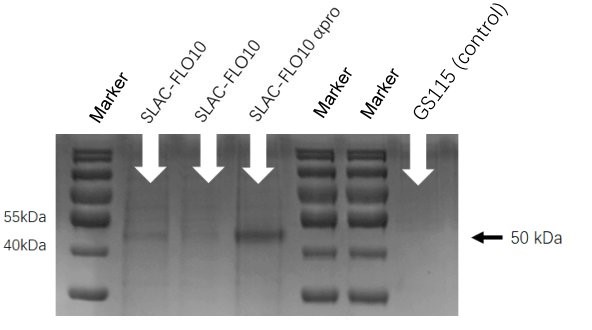 Marker
SLAC-FLO10
SLAC-FLO10
SLAC-FLO10 αpro
Marker
Marker
GS115 (control)
55kDa
40kDa
50 kDa